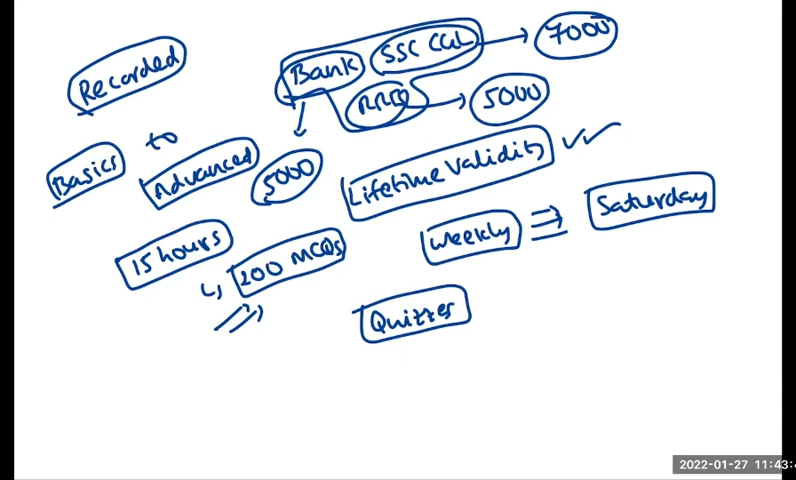 Recorded
Bank SSC CGL → 7000
RRB → 5000
Basics to Advanced
5000
Lifetime Validity ✓✓
15 hours
200 MCQs
Weekly ⇒ Saturday
Quizzes
2022-01-27 11:43:4